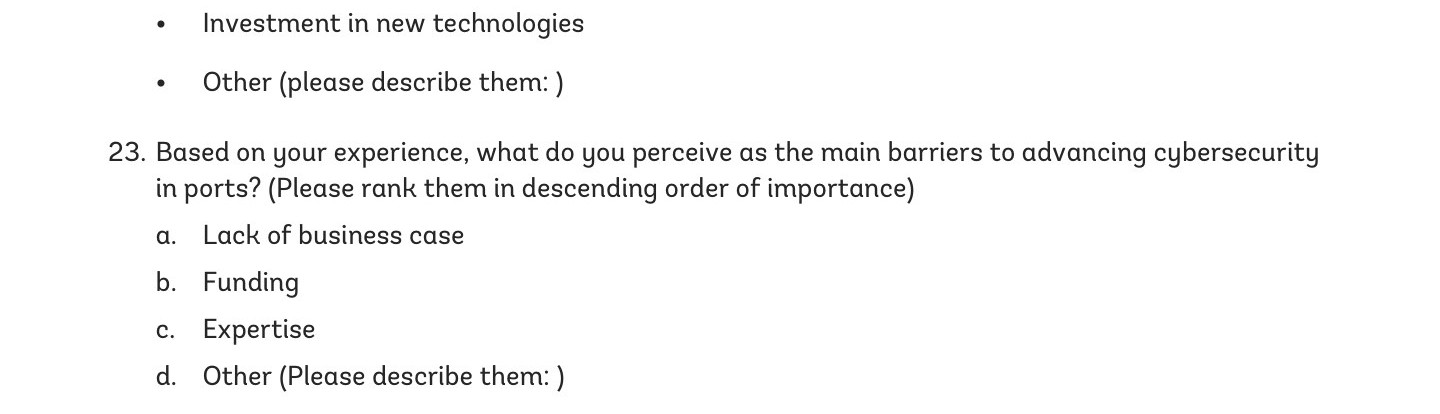 • Investment in new technologies
• Other (please describe them: )
23. Based on your experience, what do you perceive as the main barriers to advancing cybersecurity
in ports? (Please rank them in descending order of importance)
a. Lack of business case
b. Funding
c. Expertise
d. Other (Please describe them: )